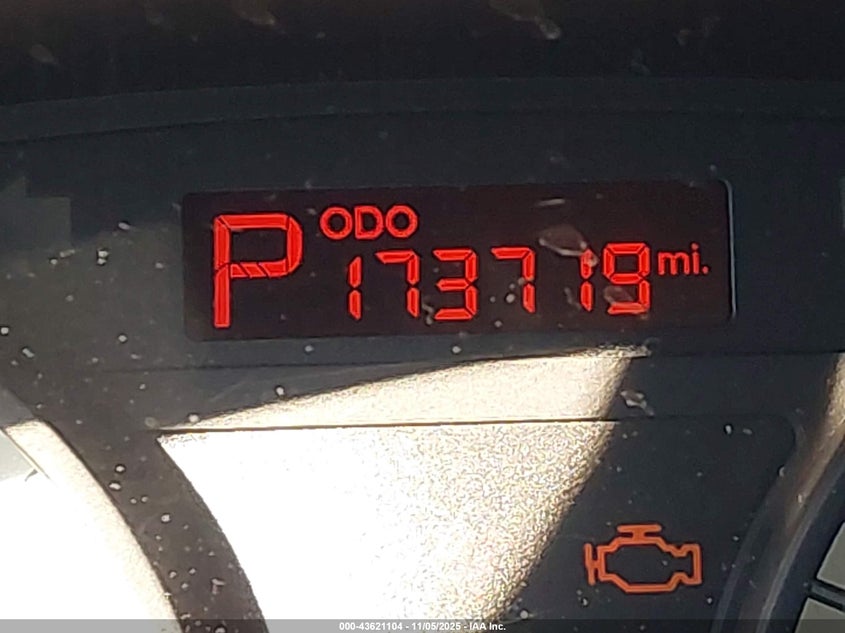 P ODO
173719 mi.
000-43621104 - 11/05/2025 - IAA Inc.